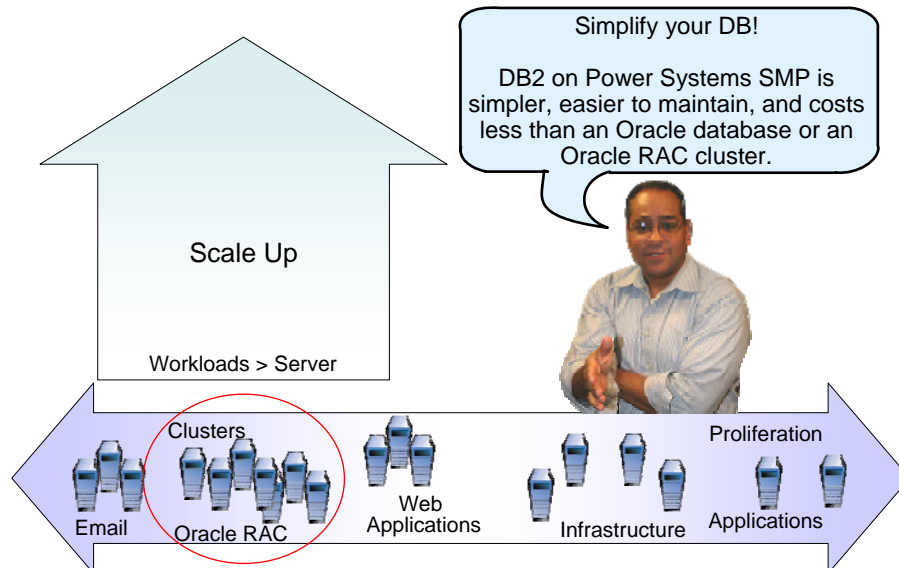 Simplify your DB!
DB2 on Power Systems SMP is
simpler, easier to maintain, and costs
less than an Oracle database or an
Oracle RAC cluster.
Scale Up
Workloads > Server
Clusters
Proliferation
Email
Oracle RAC
Web
Applications
Infrastructure
Applications